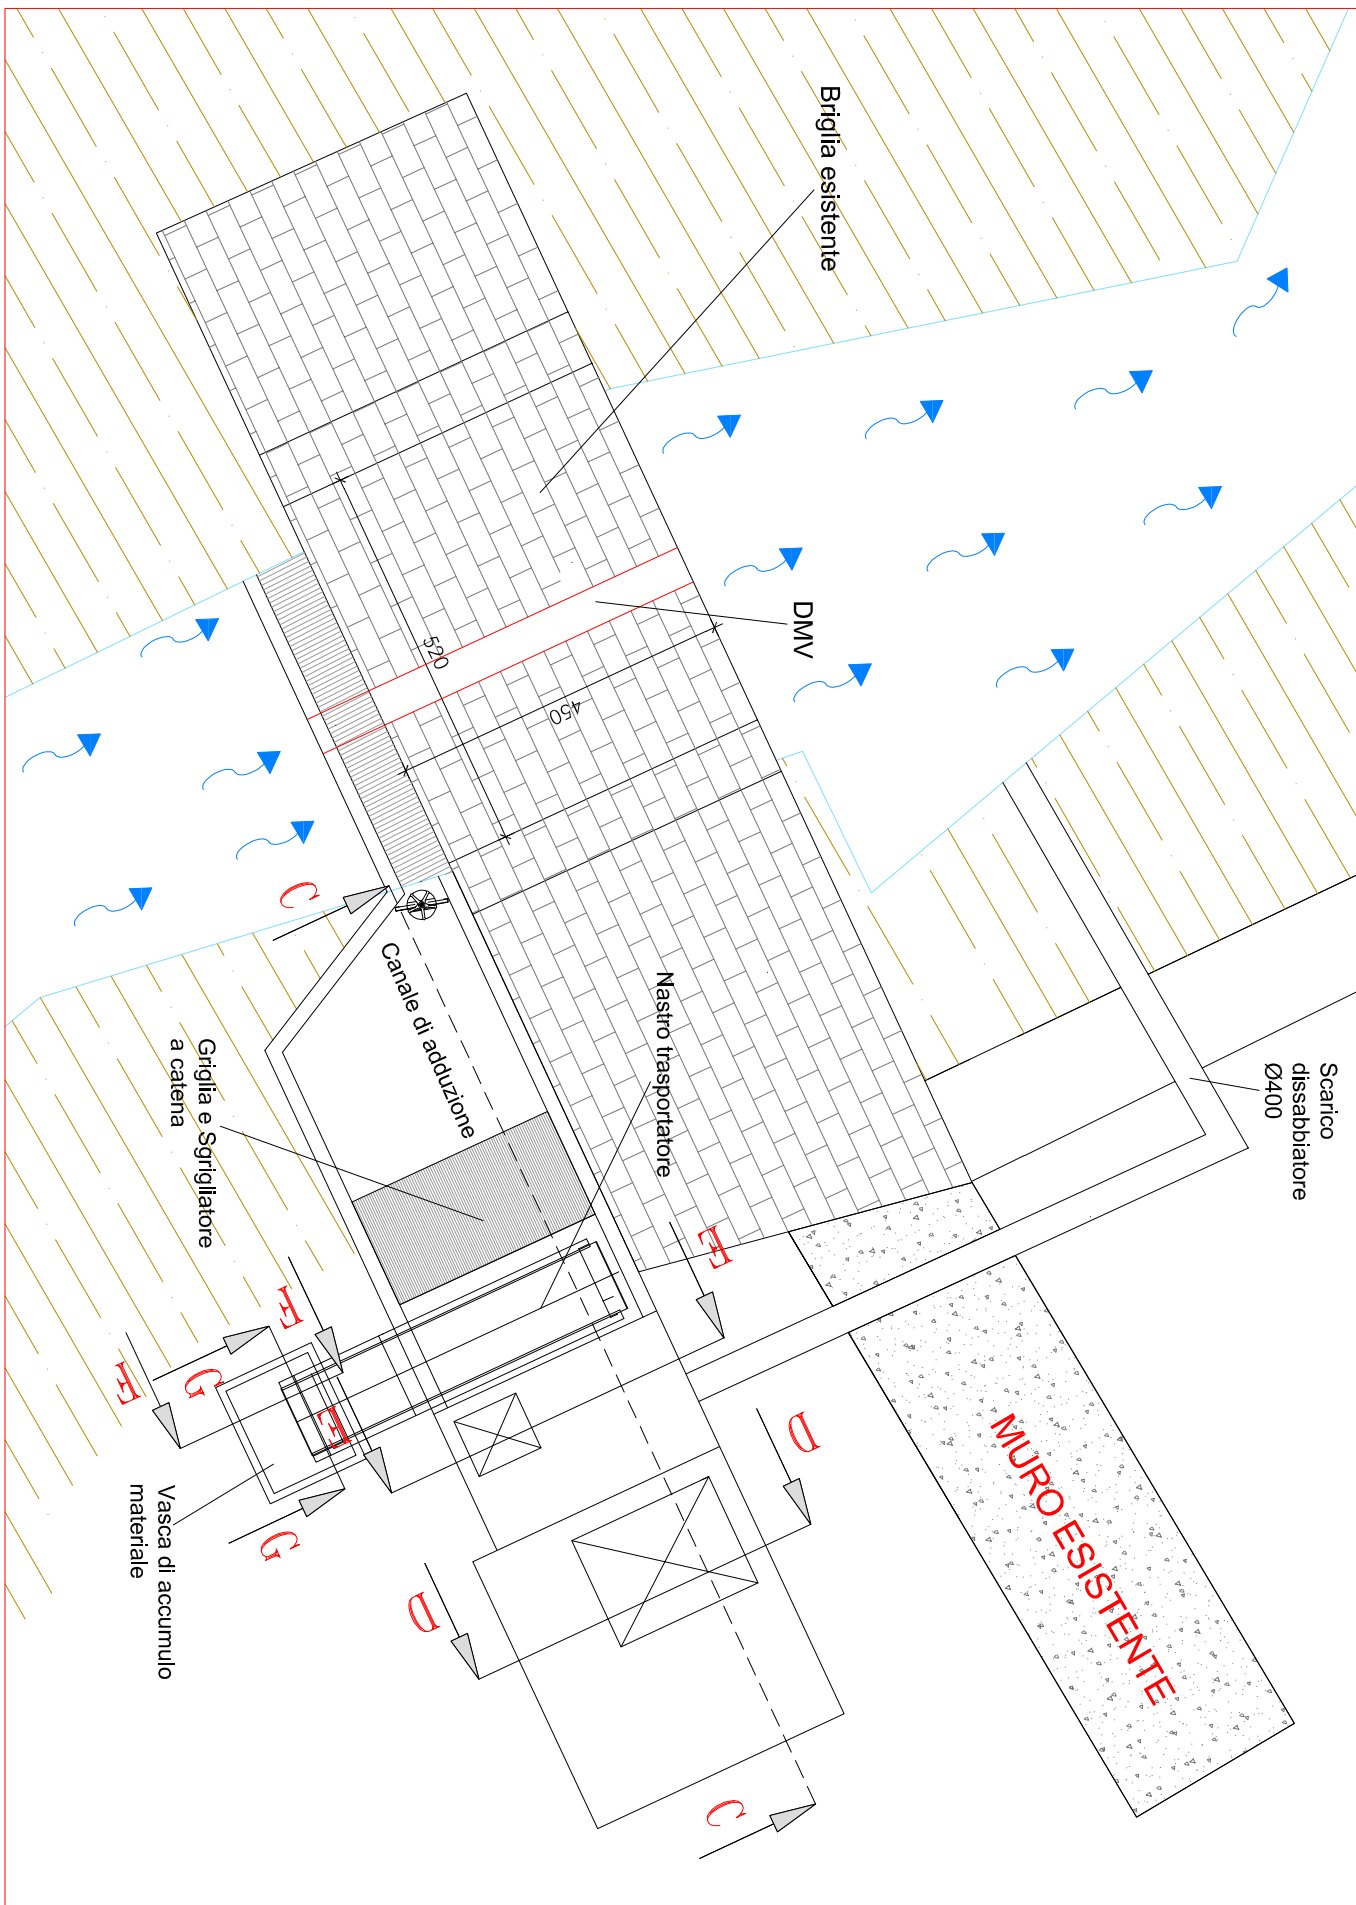 Briglia esistente
DMV
520
450
Scarico
dissabbiatore
Ø400
Nastro trasportatore
Canale di adduzione
Griglia e Sgrigliatore
a catena
MURO ESISTENTE
Vasca di accumulo
materiale
C
C
D
D
E
E
F
F
G
G